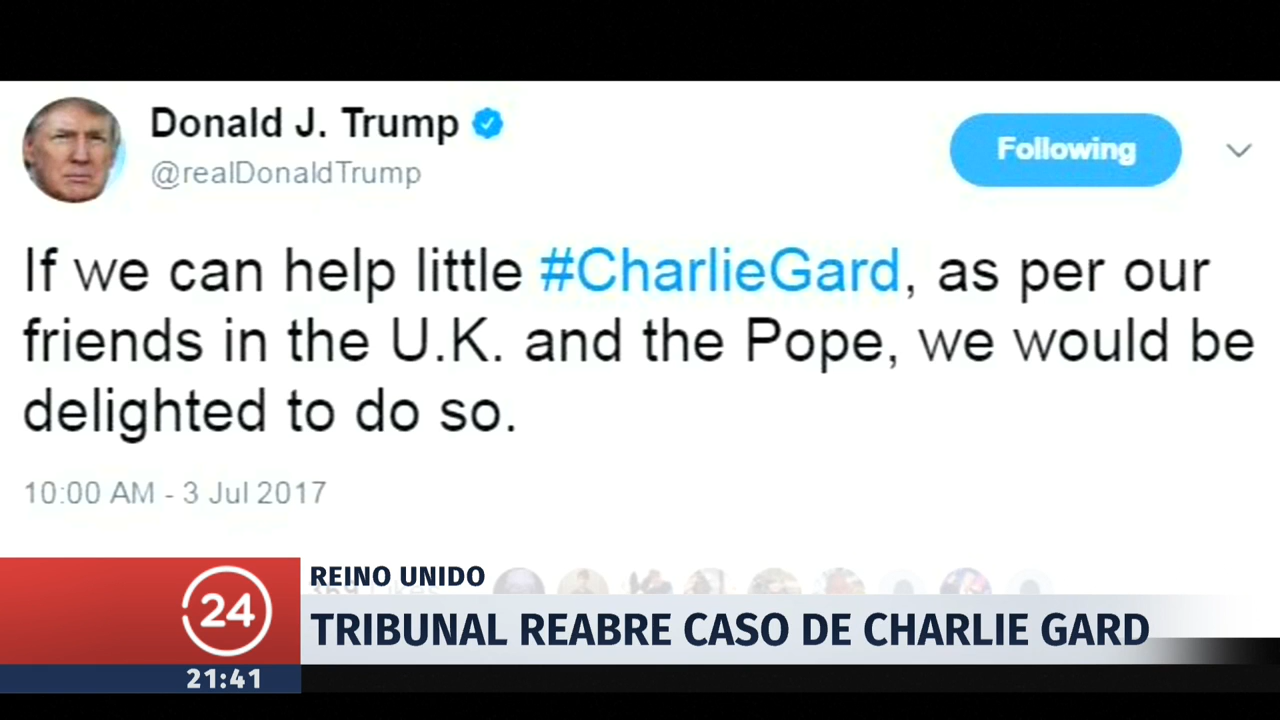 Donald J. Trump
@realDonaldTrump
Following
If we can help little #CharlieGard, as per our
friends in the U.K. and the Pope, we would be
delighted to do so.
10:00 AM - 3 Jul 2017
REINO UNIDO
24
TRIBUNAL REABRE CASO DE CHARLIE GARD
21:41